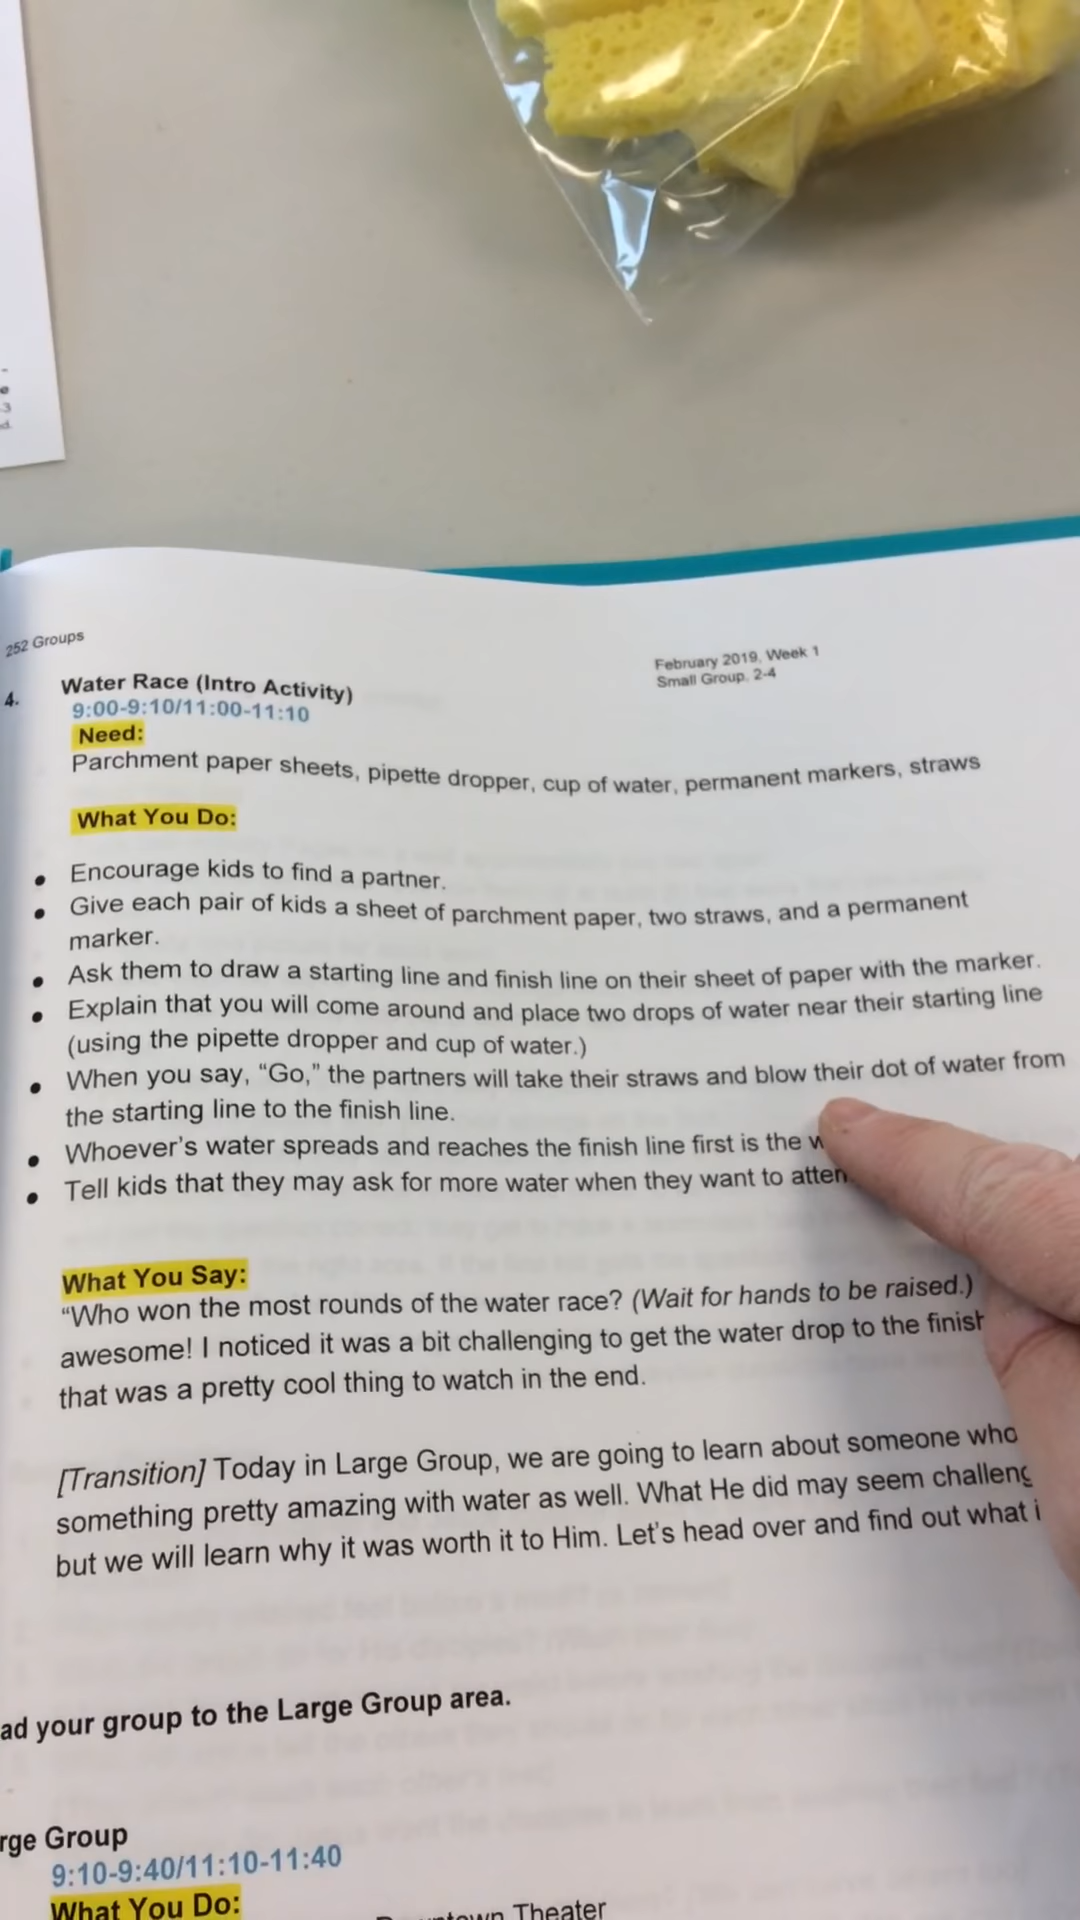 252 Groups
February 2019, Week 1
Small Group, 2-4
4. Water Race (Intro Activity)
9:00-9:10/11:00-11:10
Need:
Parchment paper sheets, pipette dropper, cup of water, permanent markers, straws
What You Do:
• Encourage kids to find a partner.
• Give each pair of kids a sheet of parchment paper, two straws, and a permanent
marker.
• Ask them to draw a starting line and finish line on their sheet of paper with the marker.
• Explain that you will come around and place two drops of water near their starting line
(using the pipette dropper and cup of water.)
• When you say, “Go,” the partners will take their straws and blow their dot of water from
the starting line to the finish line.
• Whoever’s water spreads and reaches the finish line first is the
• Tell kids that they may ask for more water when they want to
What You Say:
“Who won the most rounds of the water race? (Wait for hands to be raised.)
awesome! I noticed it was a bit challenging to get the water drop to the
that was a pretty cool thing to watch in the end.
[Transition] Today in Large Group, we are going to learn about someone who
something pretty amazing with water as well. What He did may seem
but we will learn why it was worth it to Him. Let’s head over and find out what
ad your group to the Large Group area.
rge Group
9:10-9:40/11:10-11:40
What You Do:
Theater